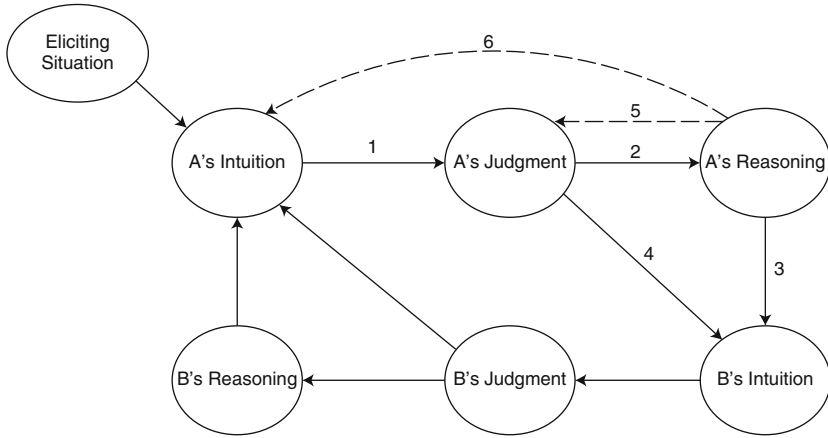 Eliciting
Situation
6
5
A's Intuition
1
A's Judgment
2
A's Reasoning
4
3
B's Reasoning
B's Judgment
B's Intuition